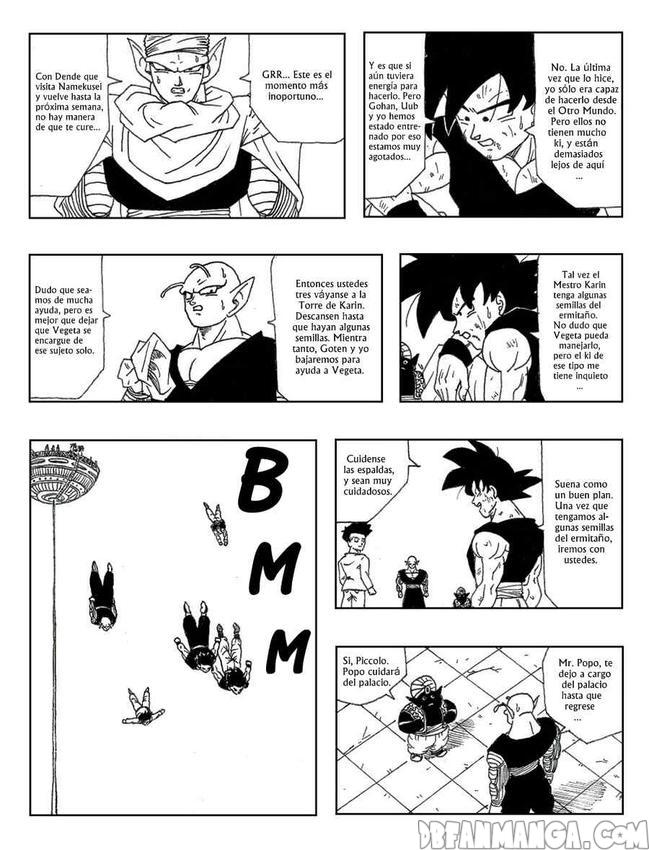 Con Dende que
visita Namekusei
y vuelve hasta la
próxima semana,
no hay manera
de que te cure...
GRR... Este es el
momento más
inoportuno...
Y es que si
aún tuviera
energía para
hacerlo. Pero
Gohan, Uub
y yo hemos
estado entre-
nado por eso
estamos muy
agotados...
No. La última
vez que lo hice,
yo sólo era capaz
de hacerlo desde
el Otro Mundo.
Pero ellos no
tienen mucho
ki, y están
demasiados
lejos de aquí
...
Dudo que sea-
mos de mucha
ayuda, pero es
mejor que dejar
que Vegeta se
encargue de
ese sujeto solo.
Entonces ustedes
tres váyanse a la
Torre de Karin.
Descansen hasta
que hayan algunas
semillas. Mientra
tanto, Goten y yo
bajaremos para
ayuda a Vegeta.
Tal vez el
Mestro Karin
tenga algunas
semillas del
ermitaño.
No dudo que
Vegeta pueda
manejarlo,
pero el ki de
ese tipo me
tiene inquieto
...
BMM
Cuidense
las espaldas,
y sean muy
cuidadosos.
Suena como
un buen plan.
Una vez que
tengamos al-
gunas semillas
del ermitaño,
iremos con
ustedes.
Si, Piccolo.
Popo cuidará
del palacio.
Mr. Popo, te
dejo a cargo
del palacio
hasta que
regrese
...
DBFANMANGA.COM